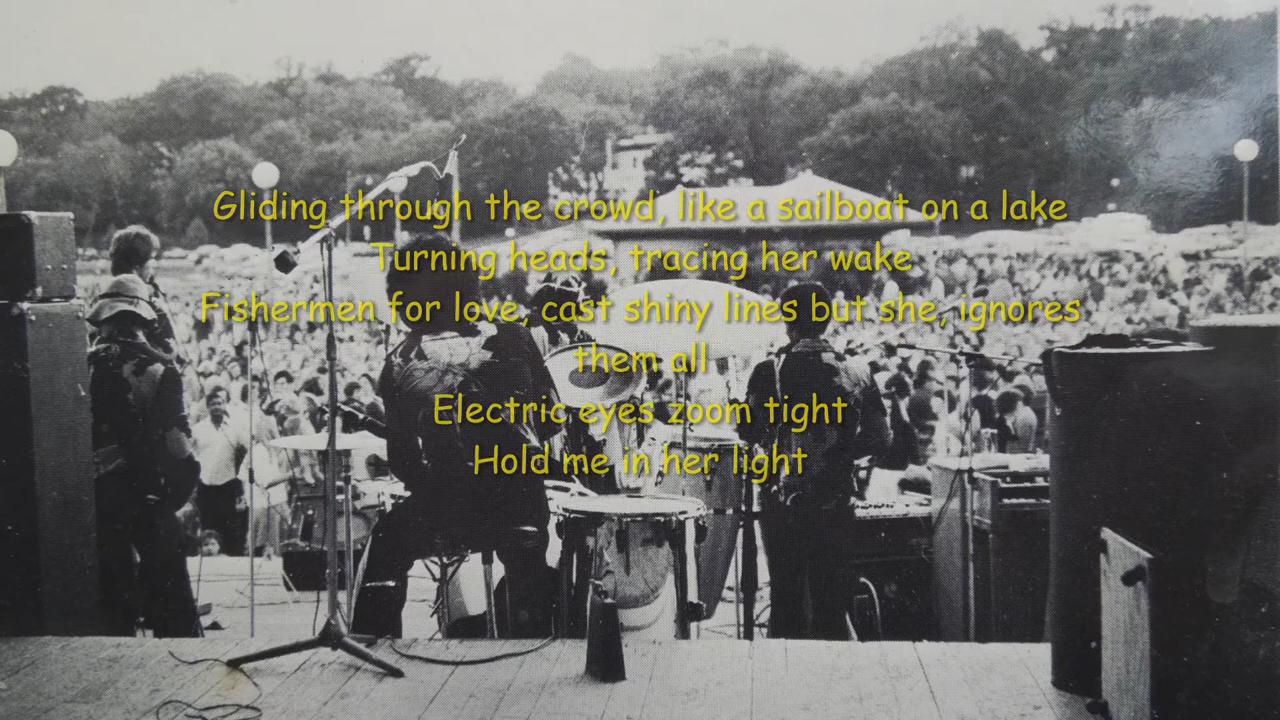 Gliding through the crowd, like a sailboat on a lake
Turning heads, tracing her wake
Fishermen for love, cast shiny lines but she, ignores
them all
Electric eyes zoom tight
Hold me in her light